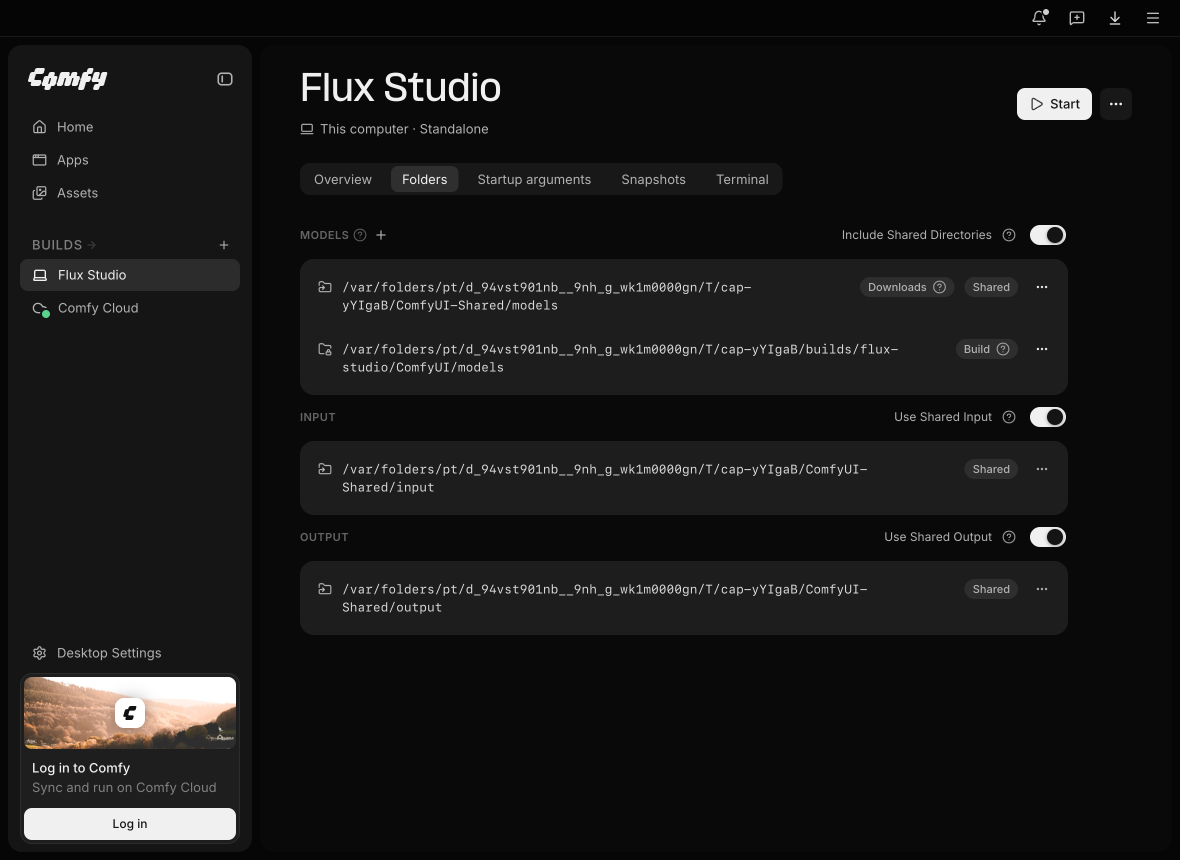 Comfy
Home
Apps
Assets
BUILDS
Flux Studio
Comfy Cloud
Desktop Settings
Log in to Comfy
Sync and run on Comfy Cloud
Log in
Flux Studio
This computer · Standalone
Start
Overview Folders Startup arguments Snapshots Terminal
MODELS Include Shared Directories
/var/folders/pt/d_94vst901nb__9nh_g_wk1m0000gn/T/cap-
yYIgaB/ComfyUI-Shared/models
Downloads Shared
/var/folders/pt/d_94vst901nb__9nh_g_wk1m0000gn/T/cap-yYIgaB/builds/flux-
studio/ComfyUI/models
Build
INPUT Use Shared Input
/var/folders/pt/d_94vst901nb__9nh_g_wk1m0000gn/T/cap-yYIgaB/ComfyUI-
Shared/input
Shared
OUTPUT Use Shared Output
/var/folders/pt/d_94vst901nb__9nh_g_wk1m0000gn/T/cap-yYIgaB/ComfyUI-
Shared/output
Shared